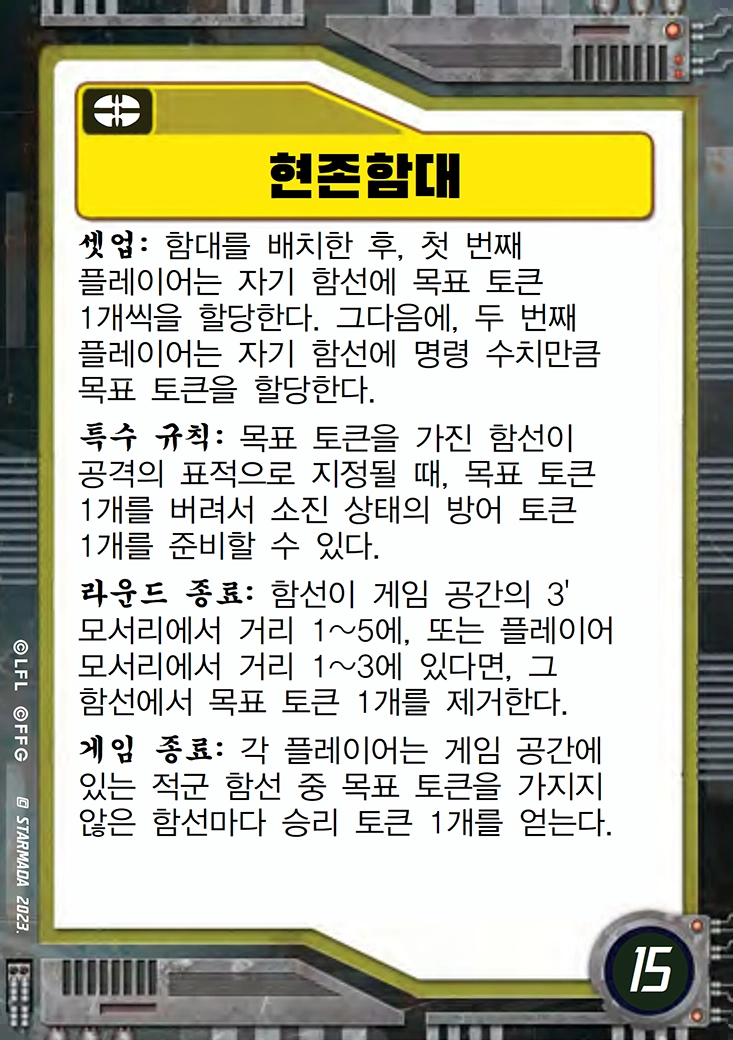 현존함대
셋업: 함대를 배치한 후, 첫 번째
플레이어는 자기 함선에 목표 토큰
1개씩을 할당한다. 그다음에, 두 번째
플레이어는 자기 함선에 명령 수치만큼
목표 토큰을 할당한다.
특수 규칙: 목표 토큰을 가진 함선이
공격의 표적으로 지정될 때, 목표 토큰
1개를 버려서 소진 상태의 방어 토큰
1개를 준비할 수 있다.
라운드 종료: 함선이 게임 공간의 3'
모서리에서 거리 1~5에, 또는 플레이어
모서리에서 거리 1~3에 있다면, 그
함선에서 목표 토큰 1개를 제거한다.
게임 종료: 각 플레이어는 게임 공간에
있는 적군 함선 중 목표 토큰을 가지지
않은 함선마다 승리 토큰 1개를 얻는다.
©LFL ©FFG © STARMADA 2023.
15